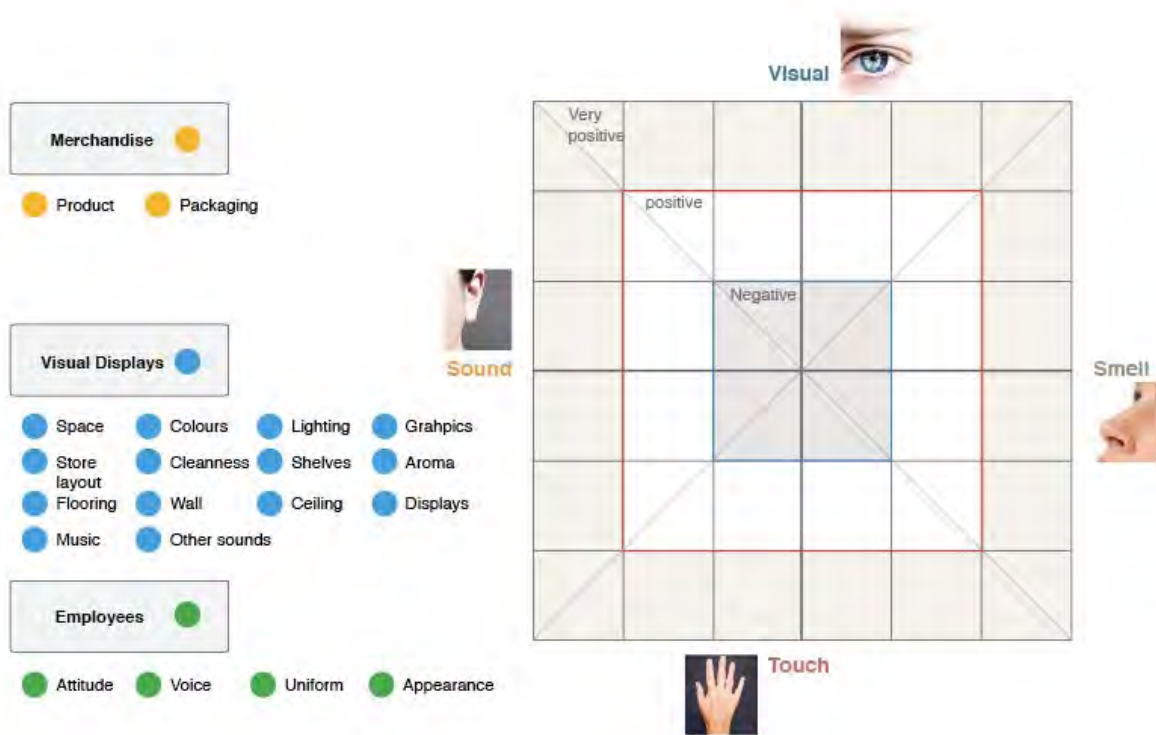 Visual
Merchandise
Product
Packaging
Very
positive
positive
Negative
Sound
Smell
Visual Displays
Space
Colours
Lighting
Grahpics
Store
layout
Cleanness
Shelves
Aroma
Flooring
Wall
Ceiling
Displays
Music
Other sounds
Employees
Attitude
Voice
Uniform
Appearance
Touch